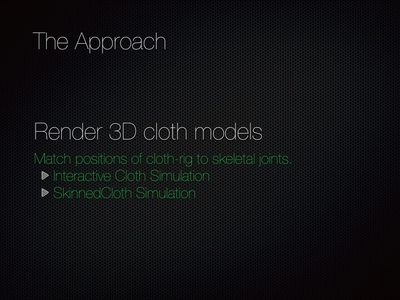 The Approach
Render 3D cloth models
Match positions of cloth-rig to skeletal joints.
Interactive Cloth Simulation
SkinnedCloth Simulation